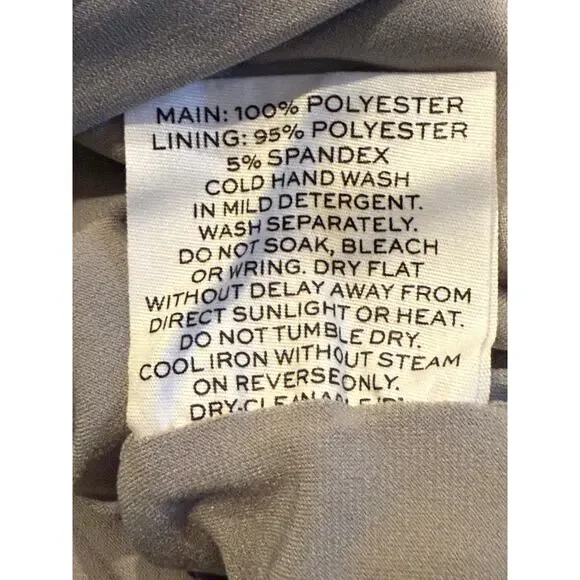 MAIN: 100% POLYESTER
LINING: 95% POLYESTER
5% SPANDEX
COLD HAND WASH
IN MILD DETERGENT.
WASH SEPARATELY.
DO NOT SOAK, BLEACH
OR WRING. DRY FLAT
WITHOUT DELAY AWAY FROM
DIRECT SUNLIGHT OR HEAT.
DO NOT TUMBLE DRY.
COOL IRON WITHOUT STEAM
ON REVERSE ONLY.
DRY-CLEANABLE